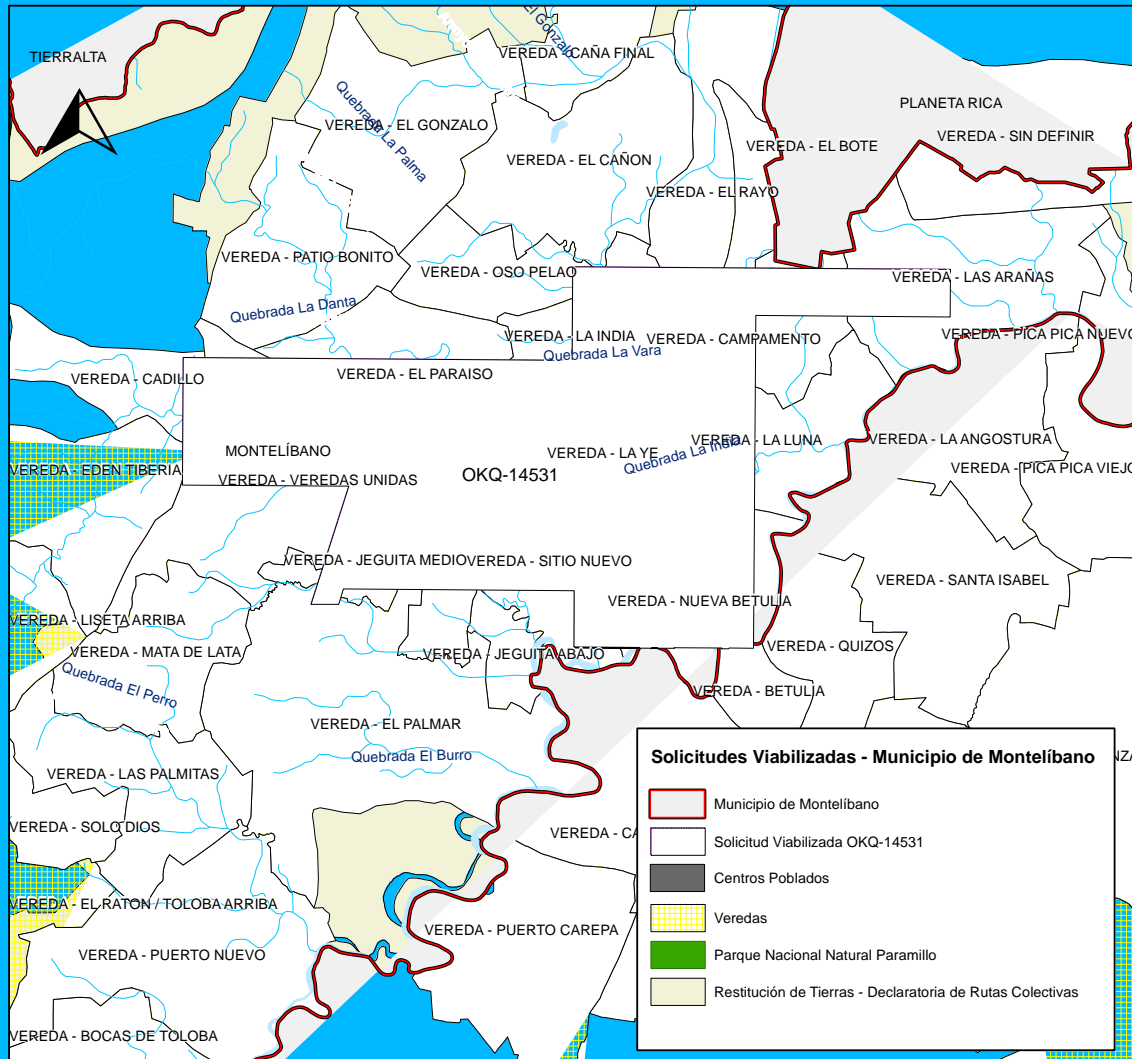 El Gonzalo
TIERRALTA
VEREDA - CAÑA FINAL
Quebrada La Palma
PLANETA RICA
VEREDA - EL GONZALO
VEREDA - SIN DEFINIR
VEREDA - EL BOTE
VEREDA - EL CAÑON
VEREDA - EL RAYO
VEREDA - PATIO BONITO
VEREDA - OSO PELAO
VEREDA - LAS ARAÑAS
Quebrada La Danta
VEREDA - LA INDIA
VEREDA - CAMPAMENTO
VEREDA - PICA PICA NUEVO
Quebrada La Vara
VEREDA - CADILLO
VEREDA - EL PARAISO
VEREDA - LA LUNA
VEREDA - LA ANGOSTURA
MONTELÍBANO
VEREDA - LA YE
Quebrada La India
VEREDA - EDEN TIBERIA
VEREDA - VEREDAS UNIDAS
OKQ-14531
VEREDA - PICA PICA VIEJO
VEREDA - JEGUITA MEDIO
VEREDA - SITIO NUEVO
VEREDA - SANTA ISABEL
VEREDA - NUEVA BETULIA
VEREDA - LISETA ARRIBA
VEREDA - MATA DE LATA
VEREDA - JEGUITA ABAJO
VEREDA - QUIZOS
Quebrada El Perro
VEREDA - BETULIA
VEREDA - EL PALMAR
Quebrada El Burro
VEREDA - LAS PALMITAS
VEREDA - SOLO DIOS
VEREDA - CA
NZA
VEREDA - EL RATON / TOLOBA ARRIBA
VEREDA - PUERTO CAREPA
VEREDA - PUERTO NUEVO
VEREDA - BOCAS DE TOLOBA
Solicitudes Viabilizadas - Municipio de Montelíbano
Municipio de Montelíbano
Solicitud Viabilizada OKQ-14531
Centros Poblados
Veredas
Parque Nacional Natural Paramillo
Restitución de Tierras - Declaratoria de Rutas Colectivas